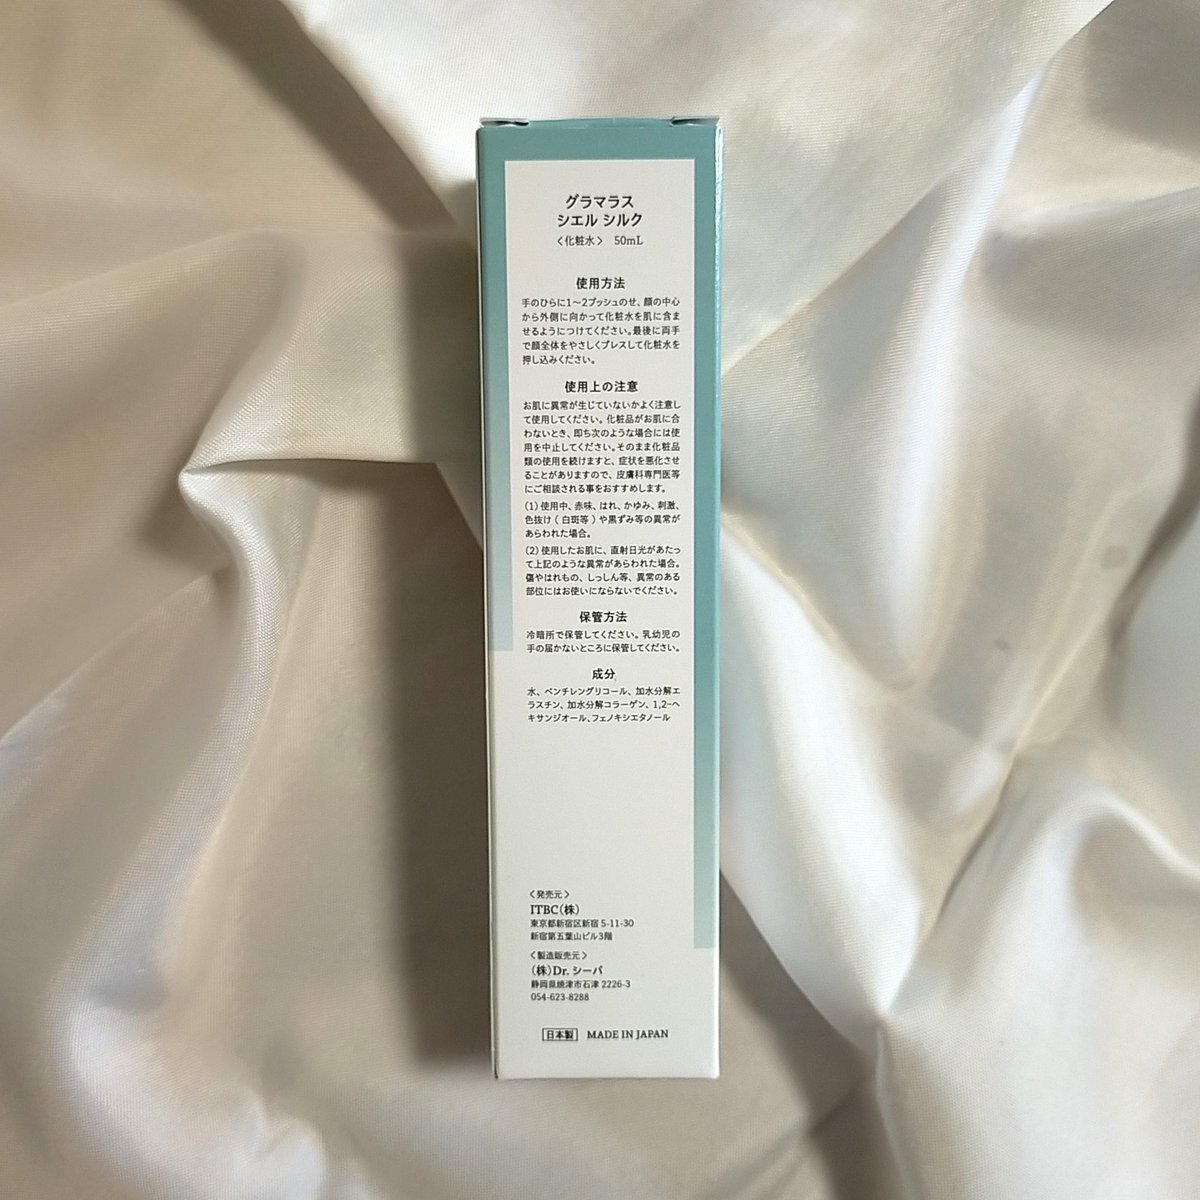 グラマラス
シエル シルク
〈化粧水〉 50mL
使用方法
手のひらに1〜2プッシュのせ、顔の中心
から外側に向かって化粧水を肌に含ま
せるようにつけてください。最後に両手
で顔全体をやさしくプレスして化粧水を
押し込みください。
使用上の注意
お肌に異常が生じていないかよく注意し
て使用してください。化粧品がお肌に合
わないとき、即ち次のような場合には使
用を中止してください。そのまま化粧品
類の使用を続けますと、症状を悪化させ
ることがありますので、皮膚科専門医等
にご相談される事をおすすめします。
（1）使用中、赤味、はれ、かゆみ、刺激、
色抜け（白斑等）や黒ずみ等の異常が
あらわれた場合。
（2）使用したお肌に、直射日光があたっ
て上記のような異常があらわれた場合。
傷やはれもの、しっしん等、異常のある
部位にはお使いにならないでください。
保管方法
冷暗所で保管してください。乳幼児の
手の届かないところに保管してください。
成分
水、ペンチレングリコール、加水分解エ
ラスチン、加水分解コラーゲン、1,2-ヘ
キサンジオール、フェノキシエタノール
〈発売元〉
ITBC（株）
東京都新宿区新宿 5-11-30
新宿第五葉山ビル3階
〈製造販売元〉
（株）Dr. シーバ
静岡県焼津市石津 2226-3
054-623-8288
日本製 MADE IN JAPAN